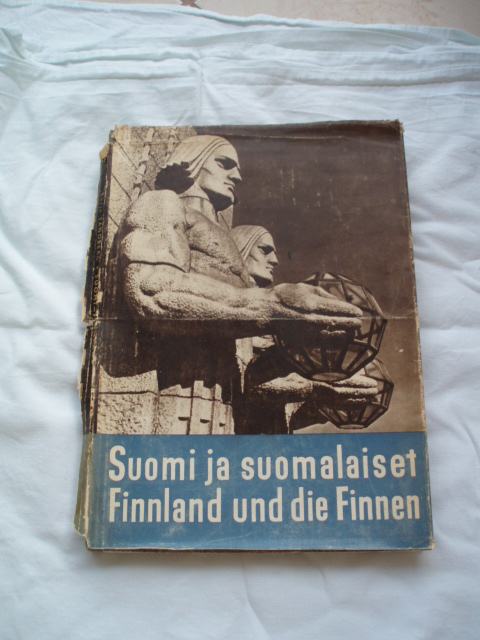 Suomi ja suomalaiset
Finnland und die Finnen